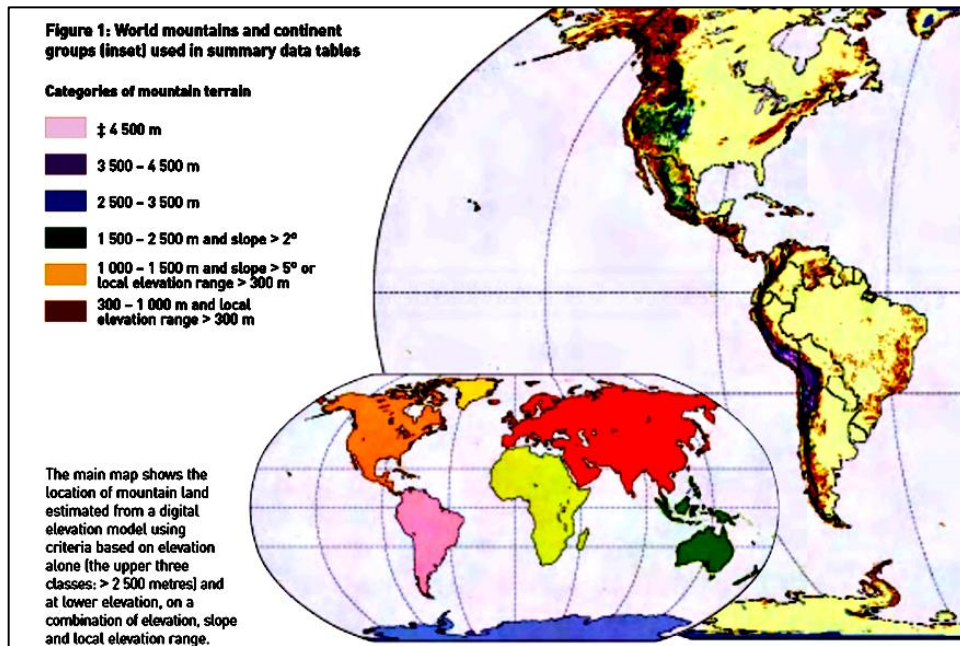 Figure 1: World mountains and continent
groups (inset) used in summary data tables
Categories of mountain terrain
‡ 4 500 m
3 500 – 4 500 m
2 500 – 3 500 m
1 500 – 2 500 m and slope > 2°
1 000 – 1 500 m and slope > 5° or
local elevation range > 300 m
300 – 1 000 m and local
elevation range > 300 m
The main map shows the
location of mountain land
estimated from a digital
elevation model using
criteria based on elevation
alone (the upper three
classes: > 2 500 metres) and
at lower elevation, on a
combination of elevation, slope
and local elevation range.